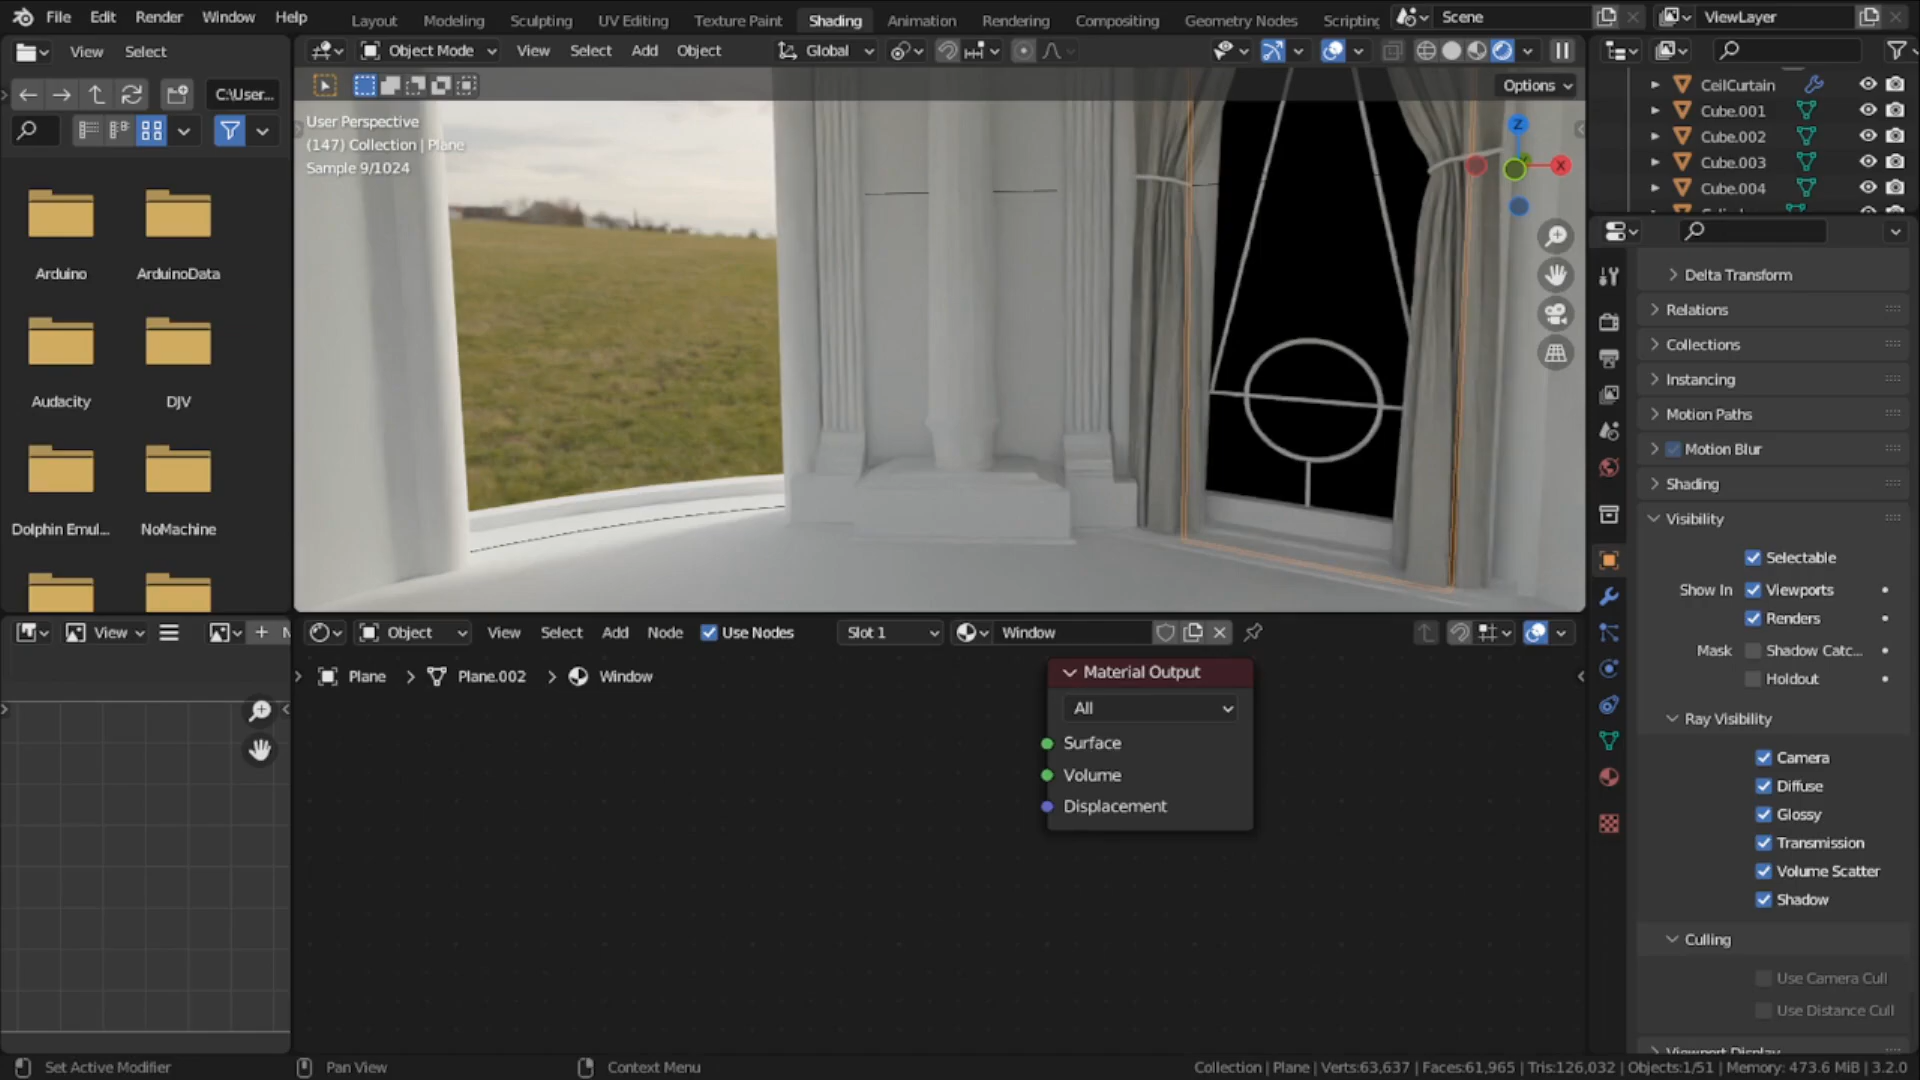 File Edit Render Window Help
Layout Modeling Sculpting UV Editing Texture Paint Shading Animation Rendering Compositing Geometry Nodes Scripting
Scene
ViewLayer
View Select
Object Mode View Select Add Object
Global
C:\User...
Options
User Perspective
(147) Collection | Plane
Sample 9/1024
Z
X
CeilCurtain
Cube.001
Cube.002
Cube.003
Cube.004
Arduino
ArduinoData
Audacity
DJV
Dolphin Emul...
NoMachine
Delta Transform
Relations
Collections
Instancing
Motion Paths
Motion Blur
Shading
Visibility
Selectable
Show In Viewports
Renders
Mask Shadow Catc...
Holdout
Ray Visibility
Camera
Diffuse
Glossy
Transmission
Volume Scatter
Shadow
Culling
Use Camera Cull
Use Distance Cull
Viewport Display
View
Object View Select Add Node Use Nodes Slot 1 Window
Plane > Plane.002 > Window
Material Output
All
Surface
Volume
Displacement
Set Active Modifier
Pan View
Context Menu
Collection | Plane | Verts:63,637 | Faces:61,965 | Tris:126,032 | Objects:1/51 | Memory: 473.6 MiB | 3.2.0